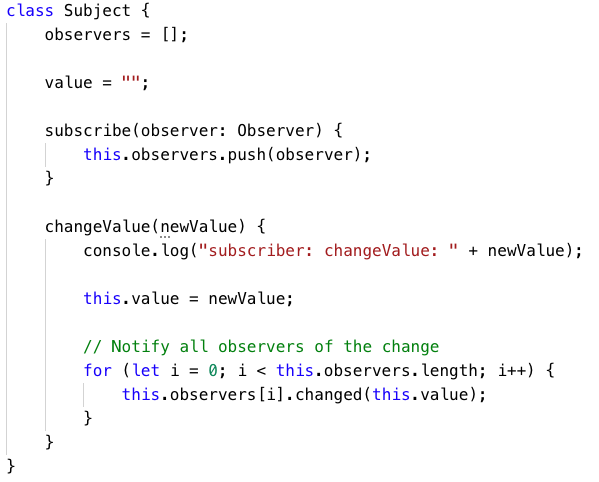 class Subject {
    observers = [];

    value = "";

    subscribe(observer: Observer) {
        this.observers.push(observer);
    }

    changeValue(newValue) {
        console.log("subscriber: changeValue: " + newValue);

        this.value = newValue;

        // Notify all observers of the change
        for (let i = 0; i < this.observers.length; i++) {
            this.observers[i].changed(this.value);
        }
    }
}